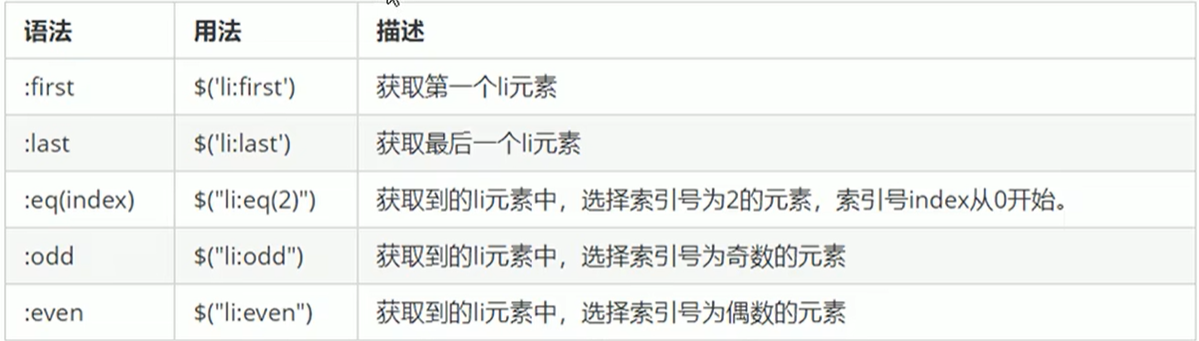 语法 用法 描述
:first $('li:first') 获取第一个li元素
:last $('li:last') 获取最后一个li元素
:eq(index) $("li:eq(2)") 获取到的li元素中，选择索引号为2的元素，索引号index从0开始。
:odd $("li:odd") 获取到的li元素中，选择索引号为奇数的元素
:even $("li:even") 获取到的li元素中，选择索引号为偶数的元素